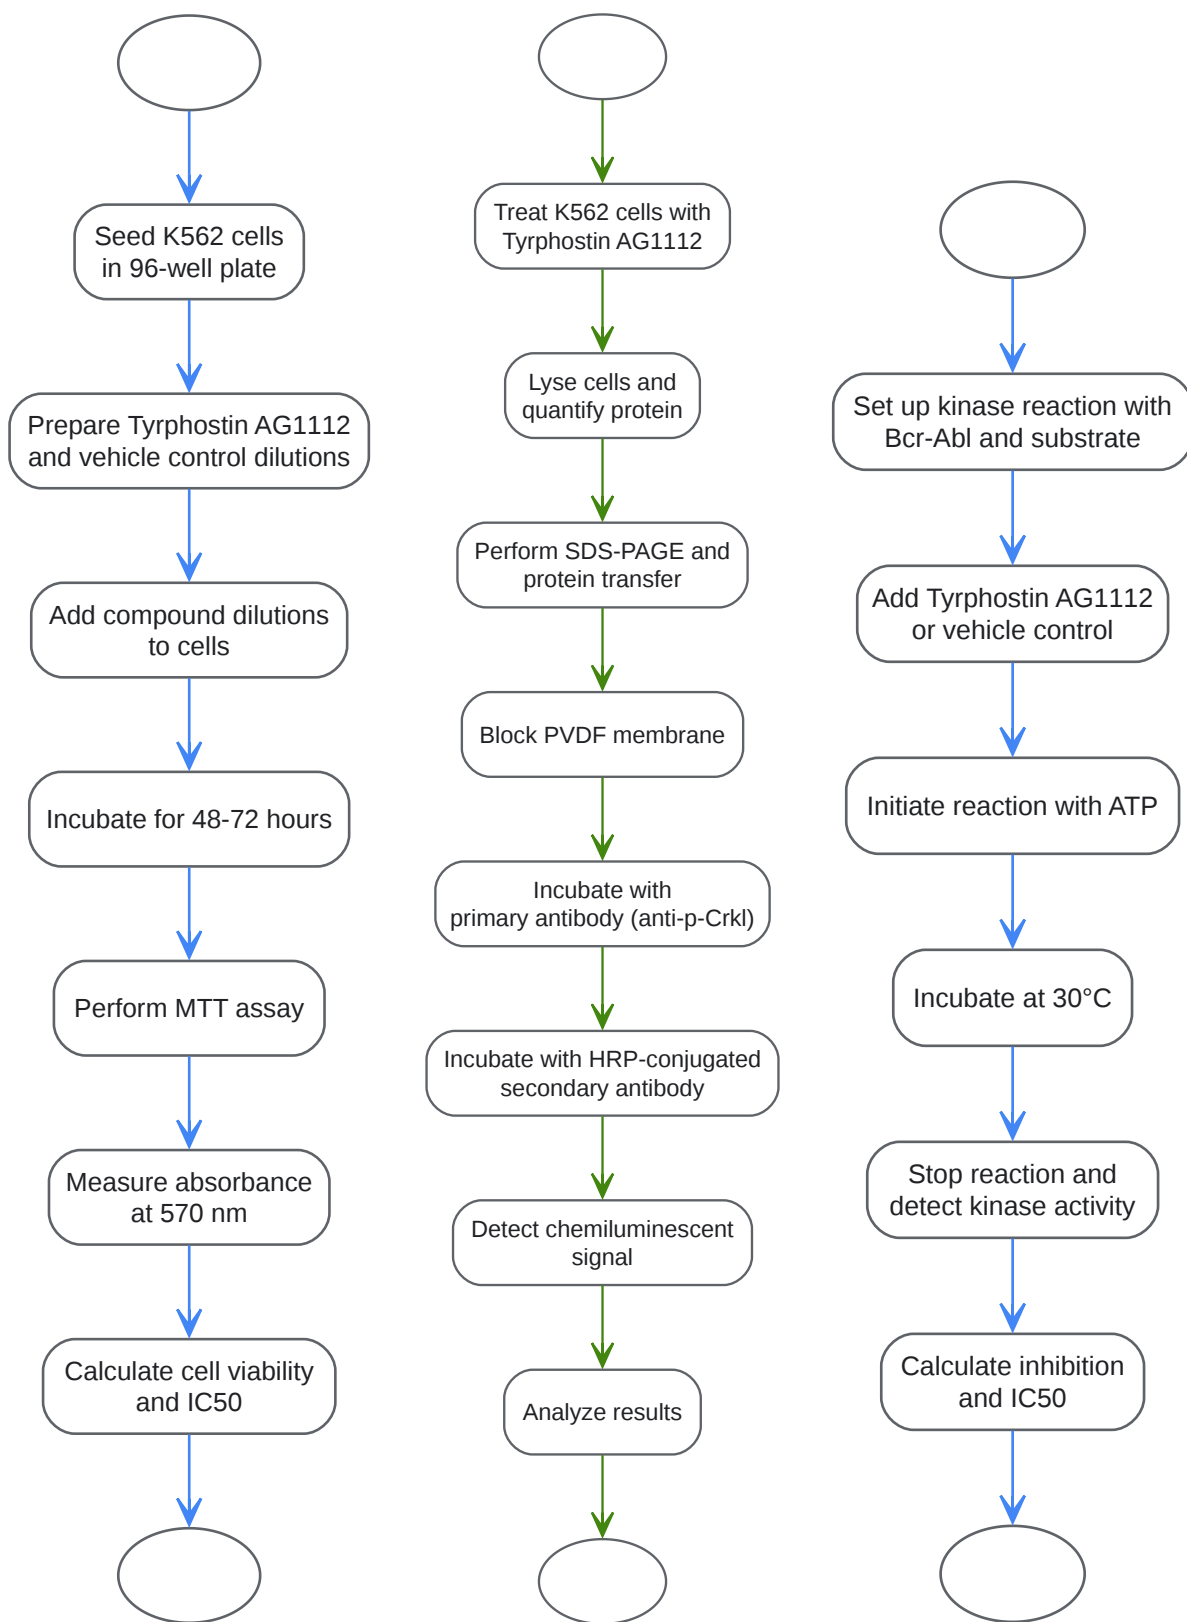 Seed K562 cells
in 96-well plate
Prepare Tyrphostin AG1112
and vehicle control dilutions
Add compound dilutions
to cells
Incubate for 48-72 hours
Perform MTT assay
Measure absorbance
at 570 nm
Calculate cell viability
and IC50
Treat K562 cells with
Tyrphostin AG1112
Lyse cells and
quantify protein
Perform SDS-PAGE and
protein transfer
Block PVDF membrane
Incubate with
primary antibody (anti-p-Crkl)
Incubate with HRP-conjugated
secondary antibody
Detect chemiluminescent
signal
Analyze results
Set up kinase reaction with
Bcr-Abl and substrate
Add Tyrphostin AG1112
or vehicle control
Initiate reaction with ATP
Incubate at 30°C
Stop reaction and
detect kinase activity
Calculate inhibition
and IC50